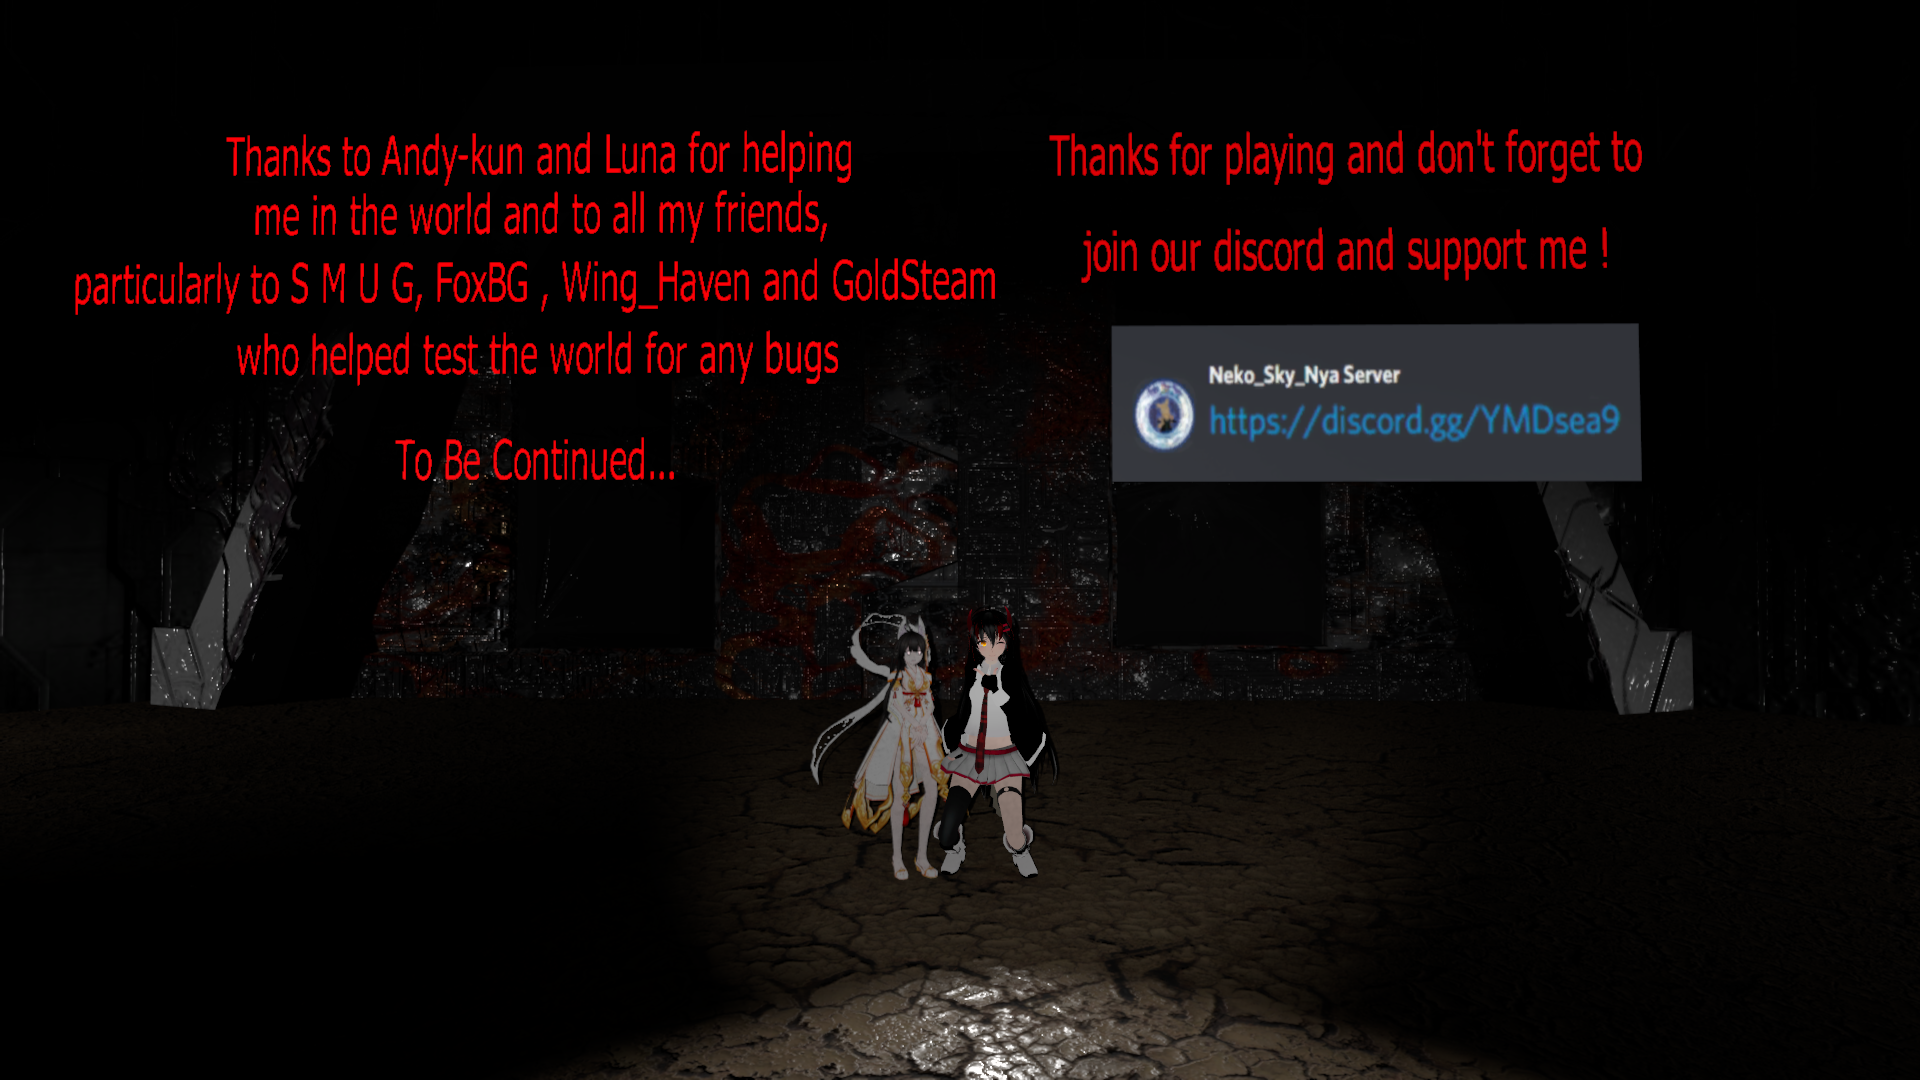 Thanks to Andy-kun and Luna for helping
me in the world and to all my friends,
particularly to S M U G, FoxBG , Wing_Haven and GoldSteam
who helped test the world for any bugs
To Be Continued...
Thanks for playing and don't forget to
join our discord and support me !
Neko_Sky_Nya Server
https://discord.gg/YMDsea9